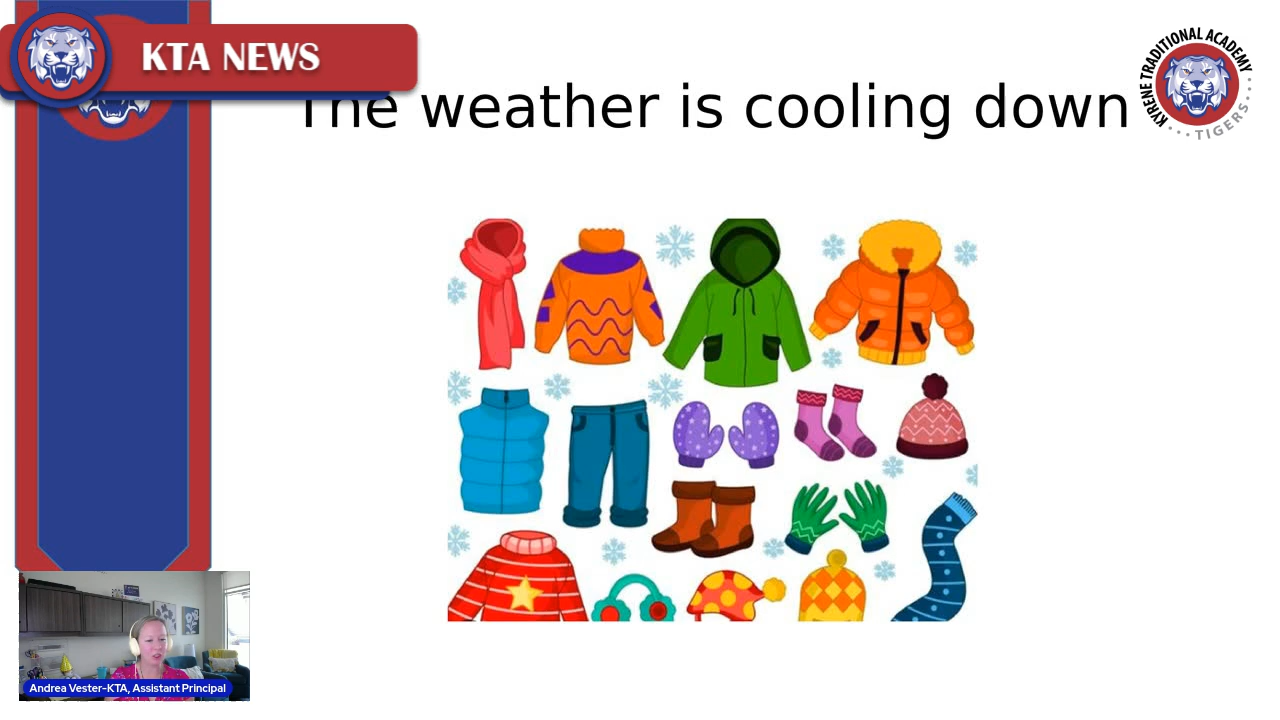 KTA NEWS
The weather is cooling down
KYRENE TRADITIONAL ACADEMY
TIGERS
Andrea Vester-KTA, Assistant Principal